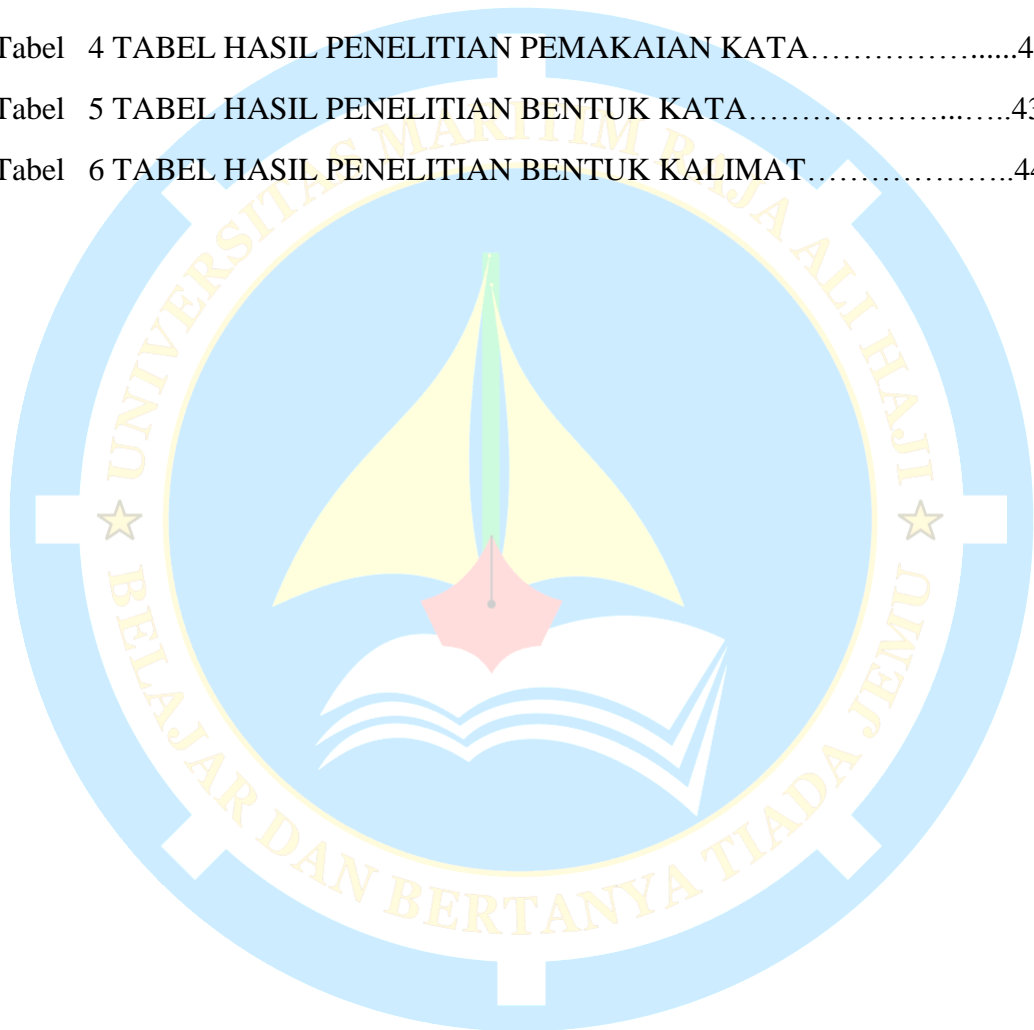 Tabel 4 TABEL HASIL PENELITIAN PEMAKAIAN KATA……………......4
Tabel 5 TABEL HASIL PENELITIAN BENTUK KATA………………...…..43
Tabel 6 TABEL HASIL PENELITIAN BENTUK KALIMAT………………..44
UNIVERSITAS MARITIM RAJA ALI HAJI
BELAJAR DAN BERTANYA TIADA JEMU